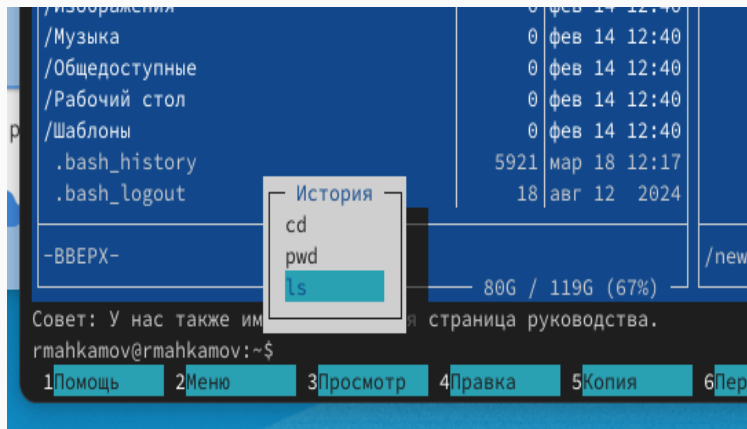 /Изображения 0 фев 14 12:40
/Музыка 0 фев 14 12:40
/Общедоступные 0 фев 14 12:40
/Рабочий стол 0 фев 14 12:40
/Шаблоны 0 фев 14 12:40
.bash_history 5921 мар 18 12:17
.bash_logout 18 авг 12 2024
История
cd
pwd
ls
-ВВЕРХ-
/new
80G / 119G (67%)
Совет: У нас также им я страница руководства.
rmahkamov@rmahkamov:~$
1Помощь 2Меню 3Просмотр 4Правка 5Копия 6Пер